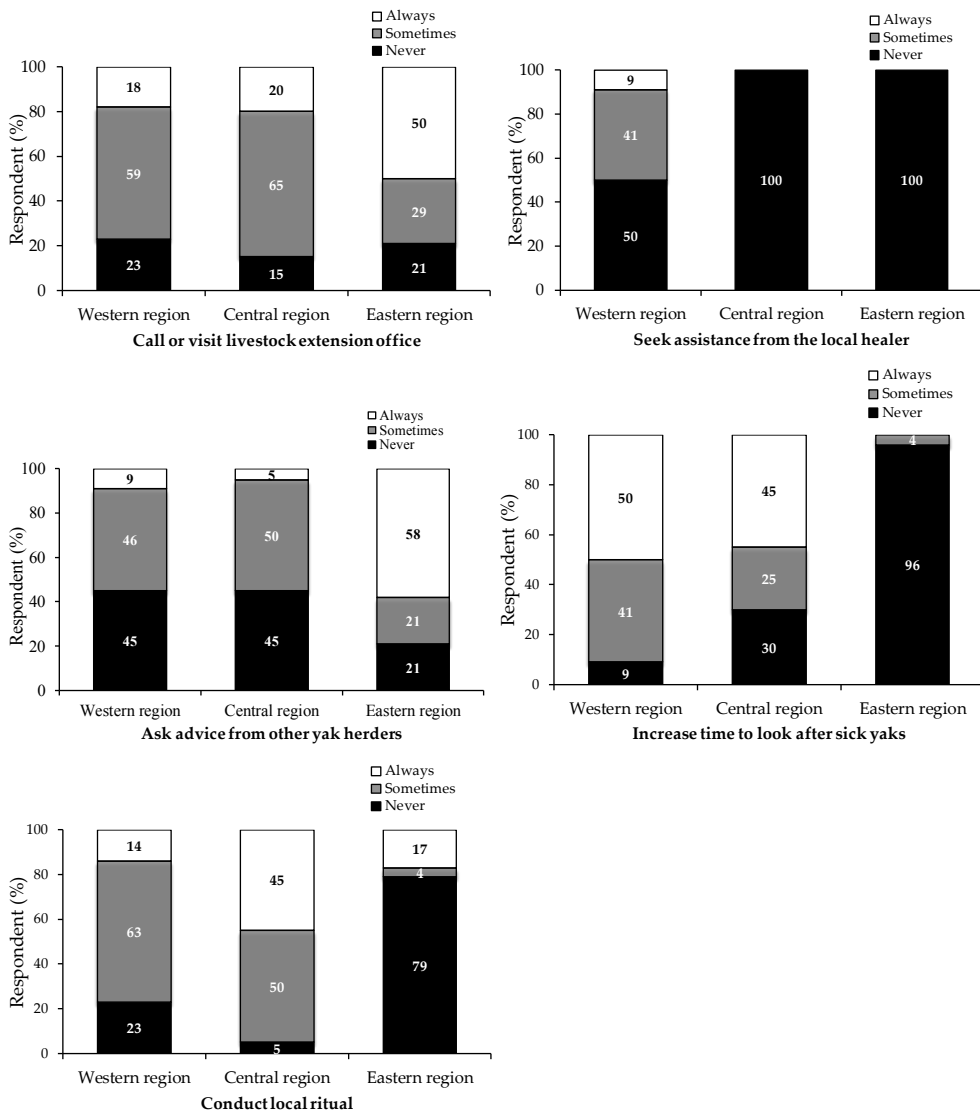 Always
Sometimes
Never
Respondent (%)
100
80
60
40
20
0
18
59
23
20
65
15
50
29
21
Western region Central region Eastern region
Call or visit livestock extension office
Always
Sometimes
Never
Respondent (%)
100
80
60
40
20
0
9
41
50
100
100
Western region Central region Eastern region
Seek assistance from the local healer
Always
Sometimes
Never
Respondent (%)
100
80
60
40
20
0
9
46
45
5
50
45
58
21
21
Western region Central region Eastern region
Ask advice from other yak herders
Always
Sometimes
Never
Respondent (%)
100
80
60
40
20
0
50
41
9
45
25
30
4
96
Western region Central region Eastern region
Increase time to look after sick yaks
Always
Sometimes
Never
Respondent (%)
100
80
60
40
20
0
14
63
23
45
50
5
17
4
79
Western region Central region Eastern region
Conduct local ritual